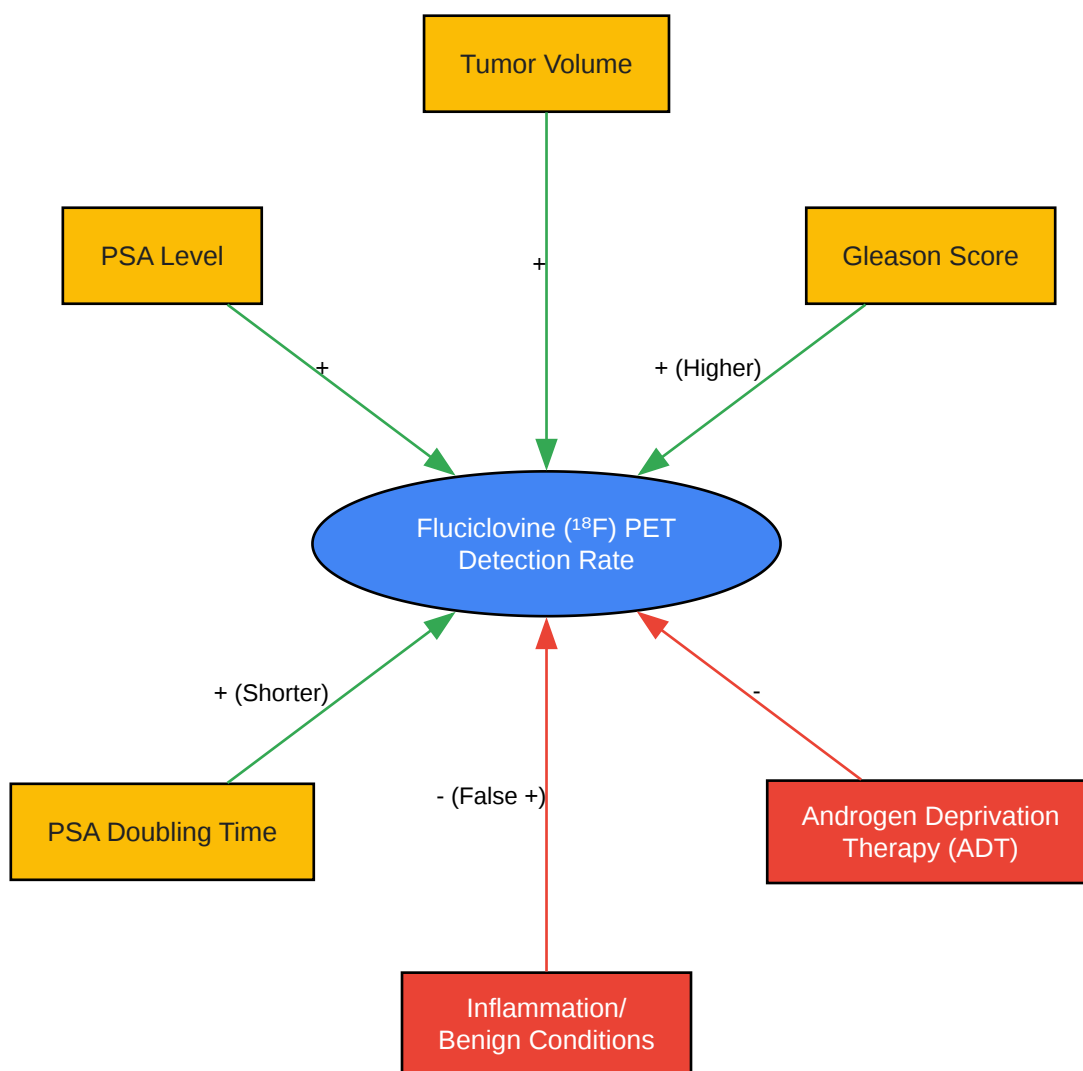 Tumor Volume
PSA Level
Gleason Score
+
+
+ (Higher)
Fluciclovine (¹⁸F) PET
Detection Rate
+ (Shorter)
-
- (False +)
PSA Doubling Time
Androgen Deprivation
Therapy (ADT)
Inflammation/
Benign Conditions